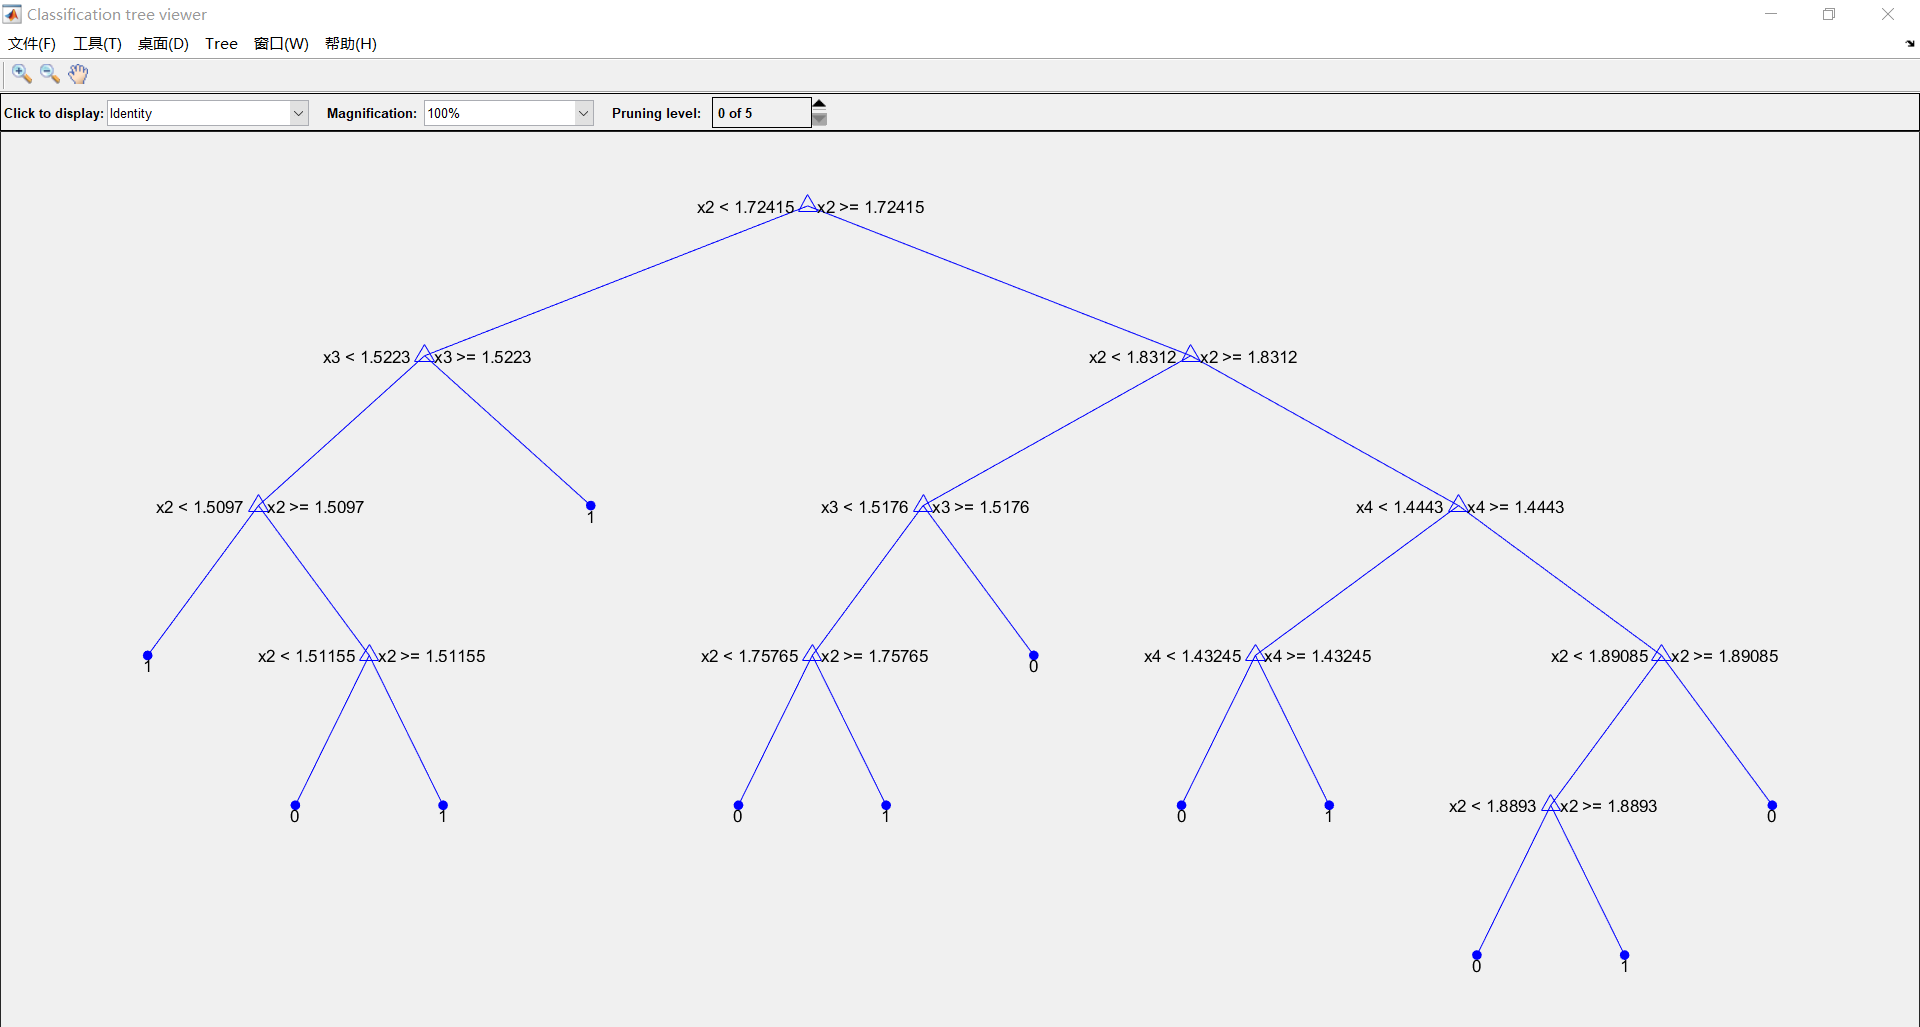 Classification tree viewer
文件(F) 工具(T) 桌面(D) Tree 窗口(W) 帮助(H)
Click to display: Identity Magnification: 100% Pruning level: 0 of 5
x2 < 1.72415 x2 >= 1.72415
x3 < 1.5223 x3 >= 1.5223 x2 < 1.8312 x2 >= 1.8312
x2 < 1.5097 x2 >= 1.5097 1 x3 < 1.5176 x3 >= 1.5176 x4 < 1.4443 x4 >= 1.4443
1 x2 < 1.51155 x2 >= 1.51155 x2 < 1.75765 x2 >= 1.75765 0 x4 < 1.43245 x4 >= 1.43245 x2 < 1.89085 x2 >= 1.89085
0 1 0 1 0 1 x2 < 1.8893 x2 >= 1.8893 0
0 1